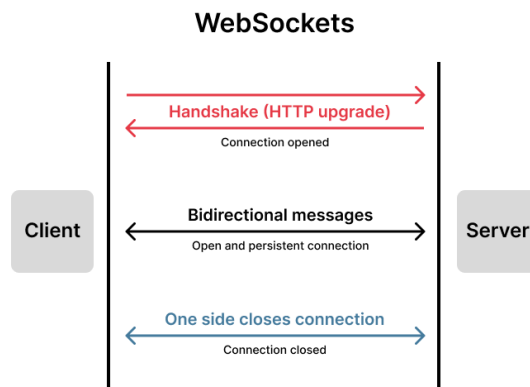 WebSockets
Handshake (HTTP upgrade)
Connection opened
Client
Bidirectional messages
Server
Open and persistent connection
One side closes connection
Connection closed